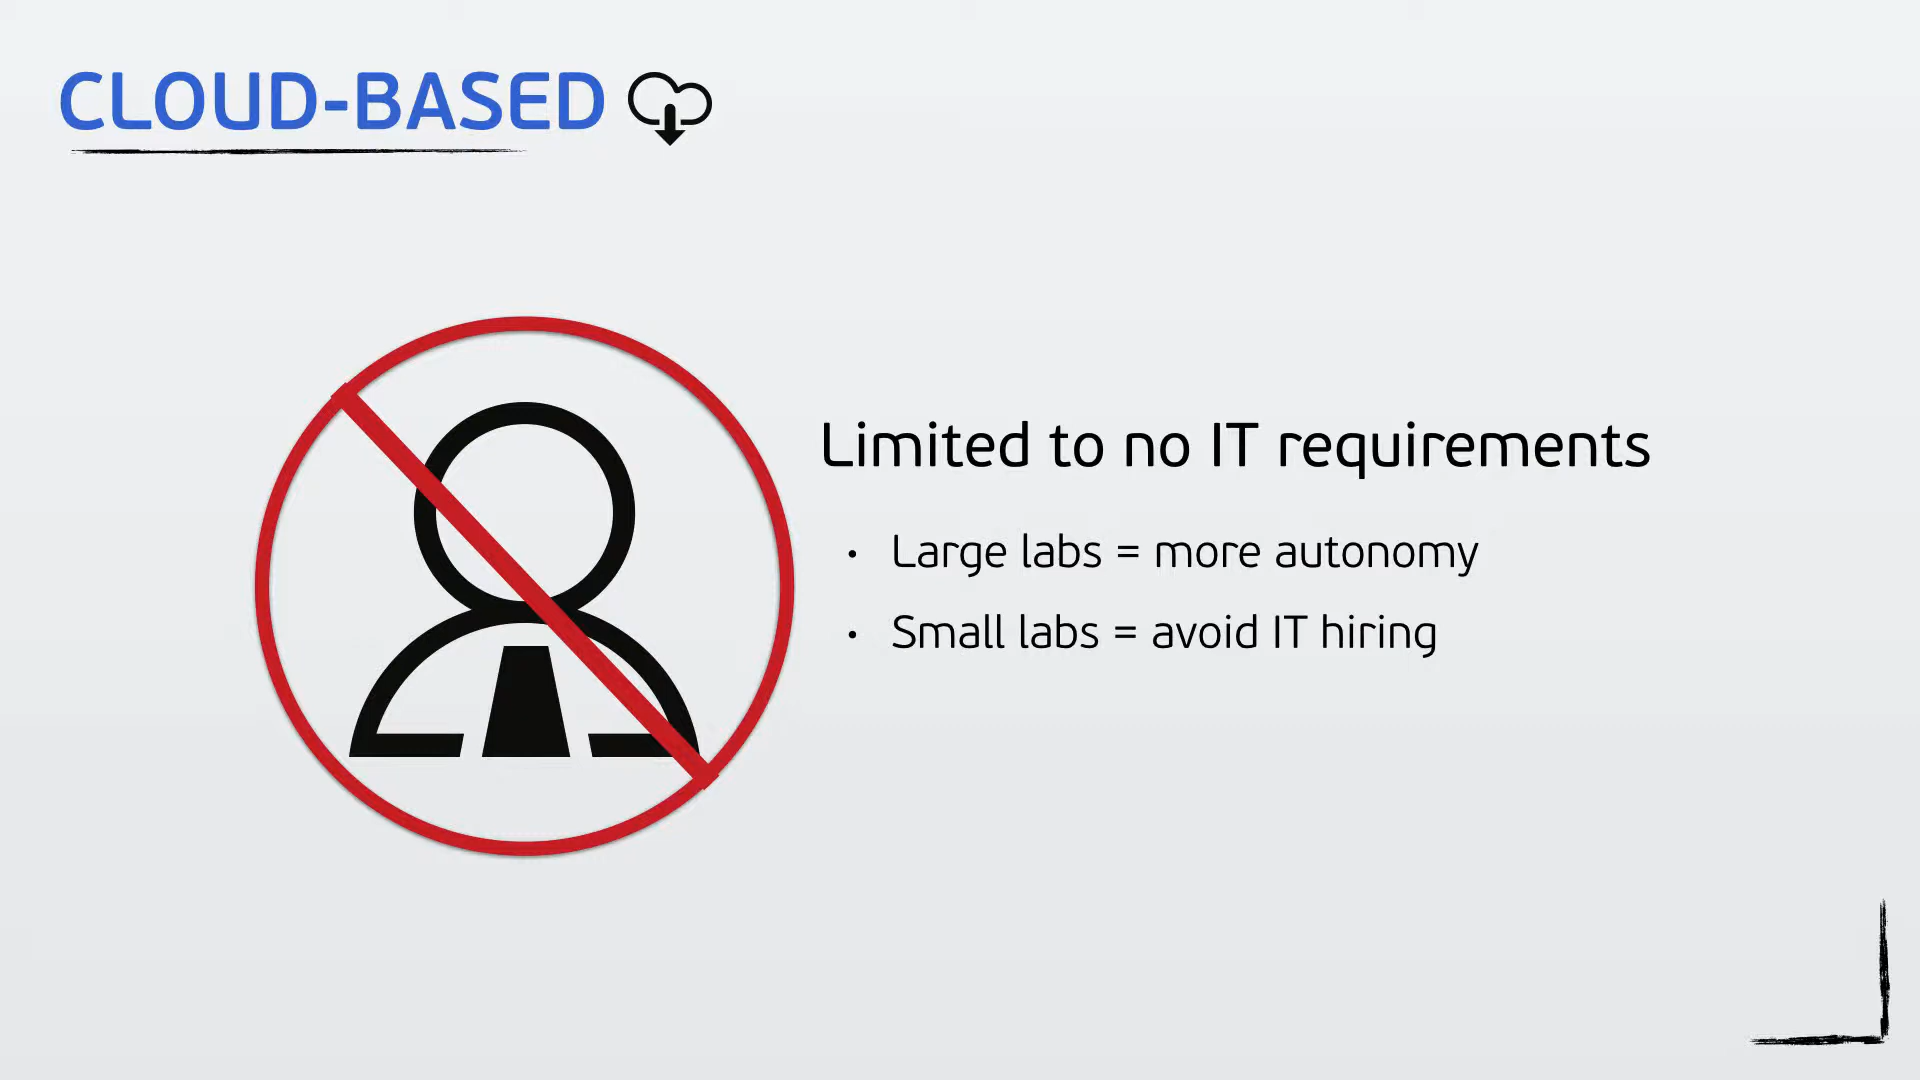 CLOUD-BASED
Limited to no IT requirements
• Large labs = more autonomy
• Small labs = avoid IT hiring